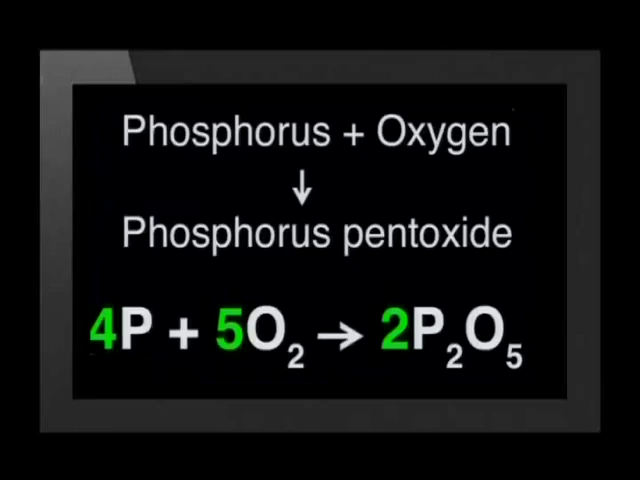 Phosphorus + Oxygen
↓
Phosphorus pentoxide
4P + 5O₂ → 2P₂O₅